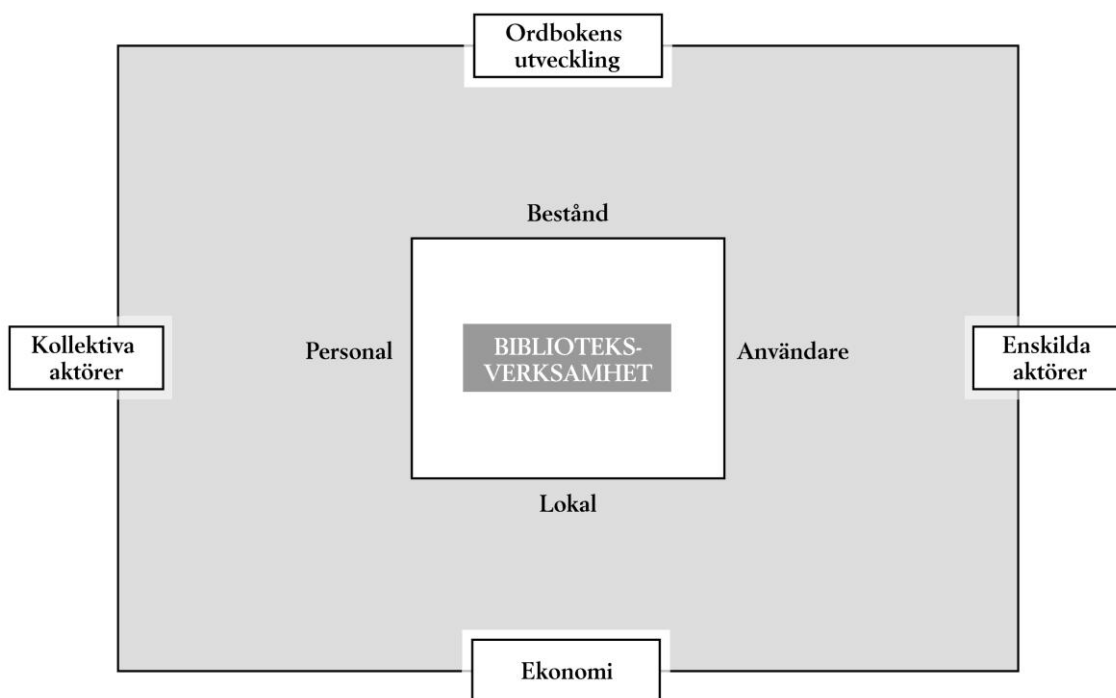 Ordbokens
utveckling
Bestånd
Kollektiva
aktörer
Personal
BIBLIOTEKS-
VERKSAMHET
Användare
Enskilda
aktörer
Lokal
Ekonomi